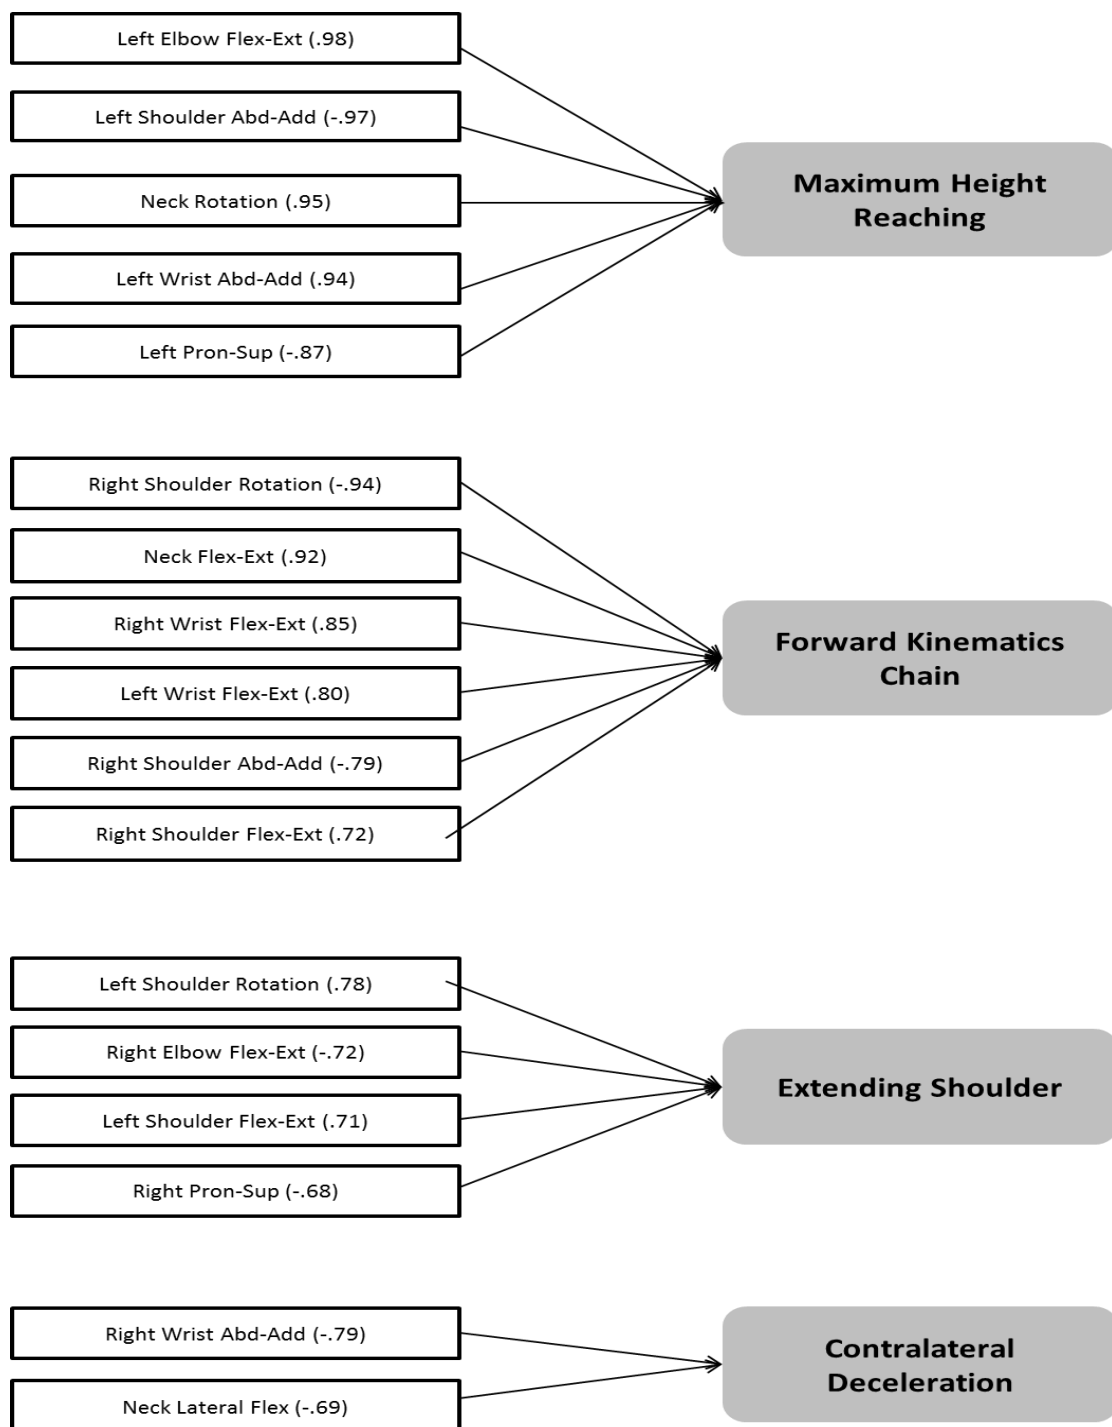 Left Elbow Flex-Ext (.98)
Left Shoulder Abd-Add (-.97)
Neck Rotation (.95)
Left Wrist Abd-Add (.94)
Left Pron-Sup (-.87)
Maximum Height
Reaching
Right Shoulder Rotation (-.94)
Neck Flex-Ext (.92)
Right Wrist Flex-Ext (.85)
Left Wrist Flex-Ext (.80)
Right Shoulder Abd-Add (-.79)
Right Shoulder Flex-Ext (.72)
Forward Kinematics
Chain
Left Shoulder Rotation (.78)
Right Elbow Flex-Ext (-.72)
Left Shoulder Flex-Ext (.71)
Right Pron-Sup (-.68)
Extending Shoulder
Right Wrist Abd-Add (-.79)
Neck Lateral Flex (-.69)
Contralateral
Deceleration